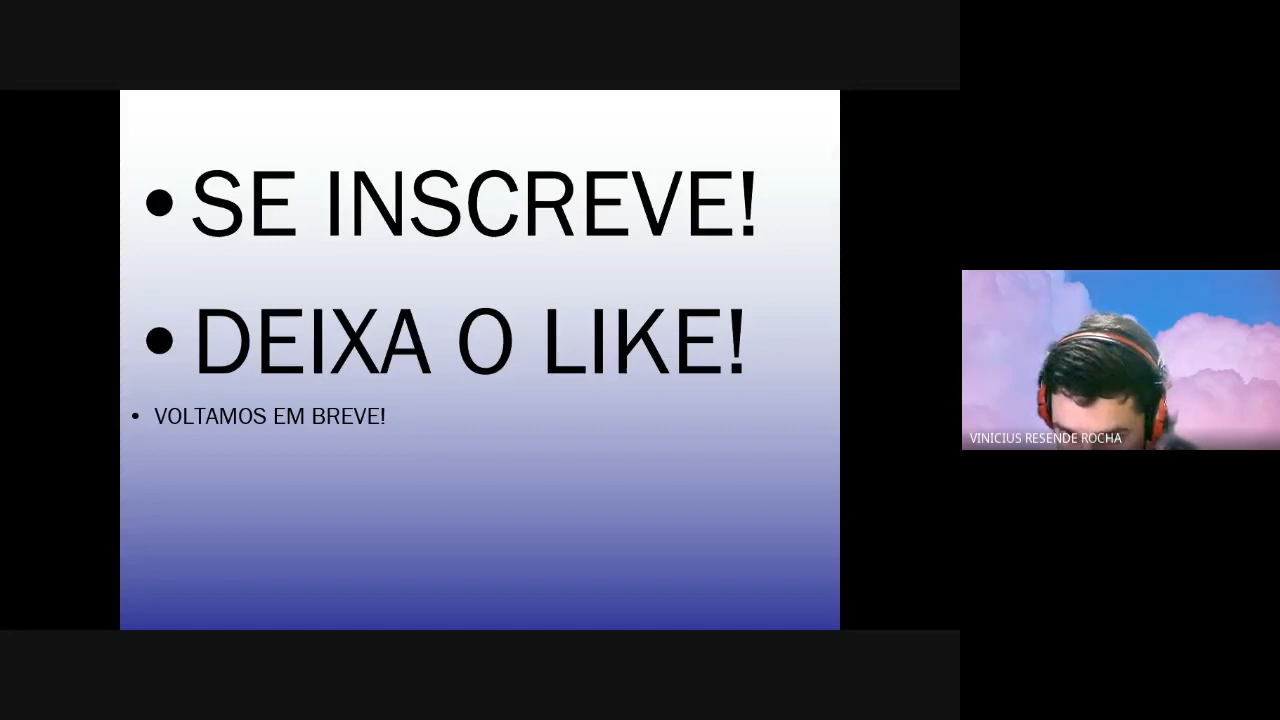 • SE INSCREVE!
• DEIXA O LIKE!
• VOLTAMOS EM BREVE!
VINICIUS RESENDE ROCHA